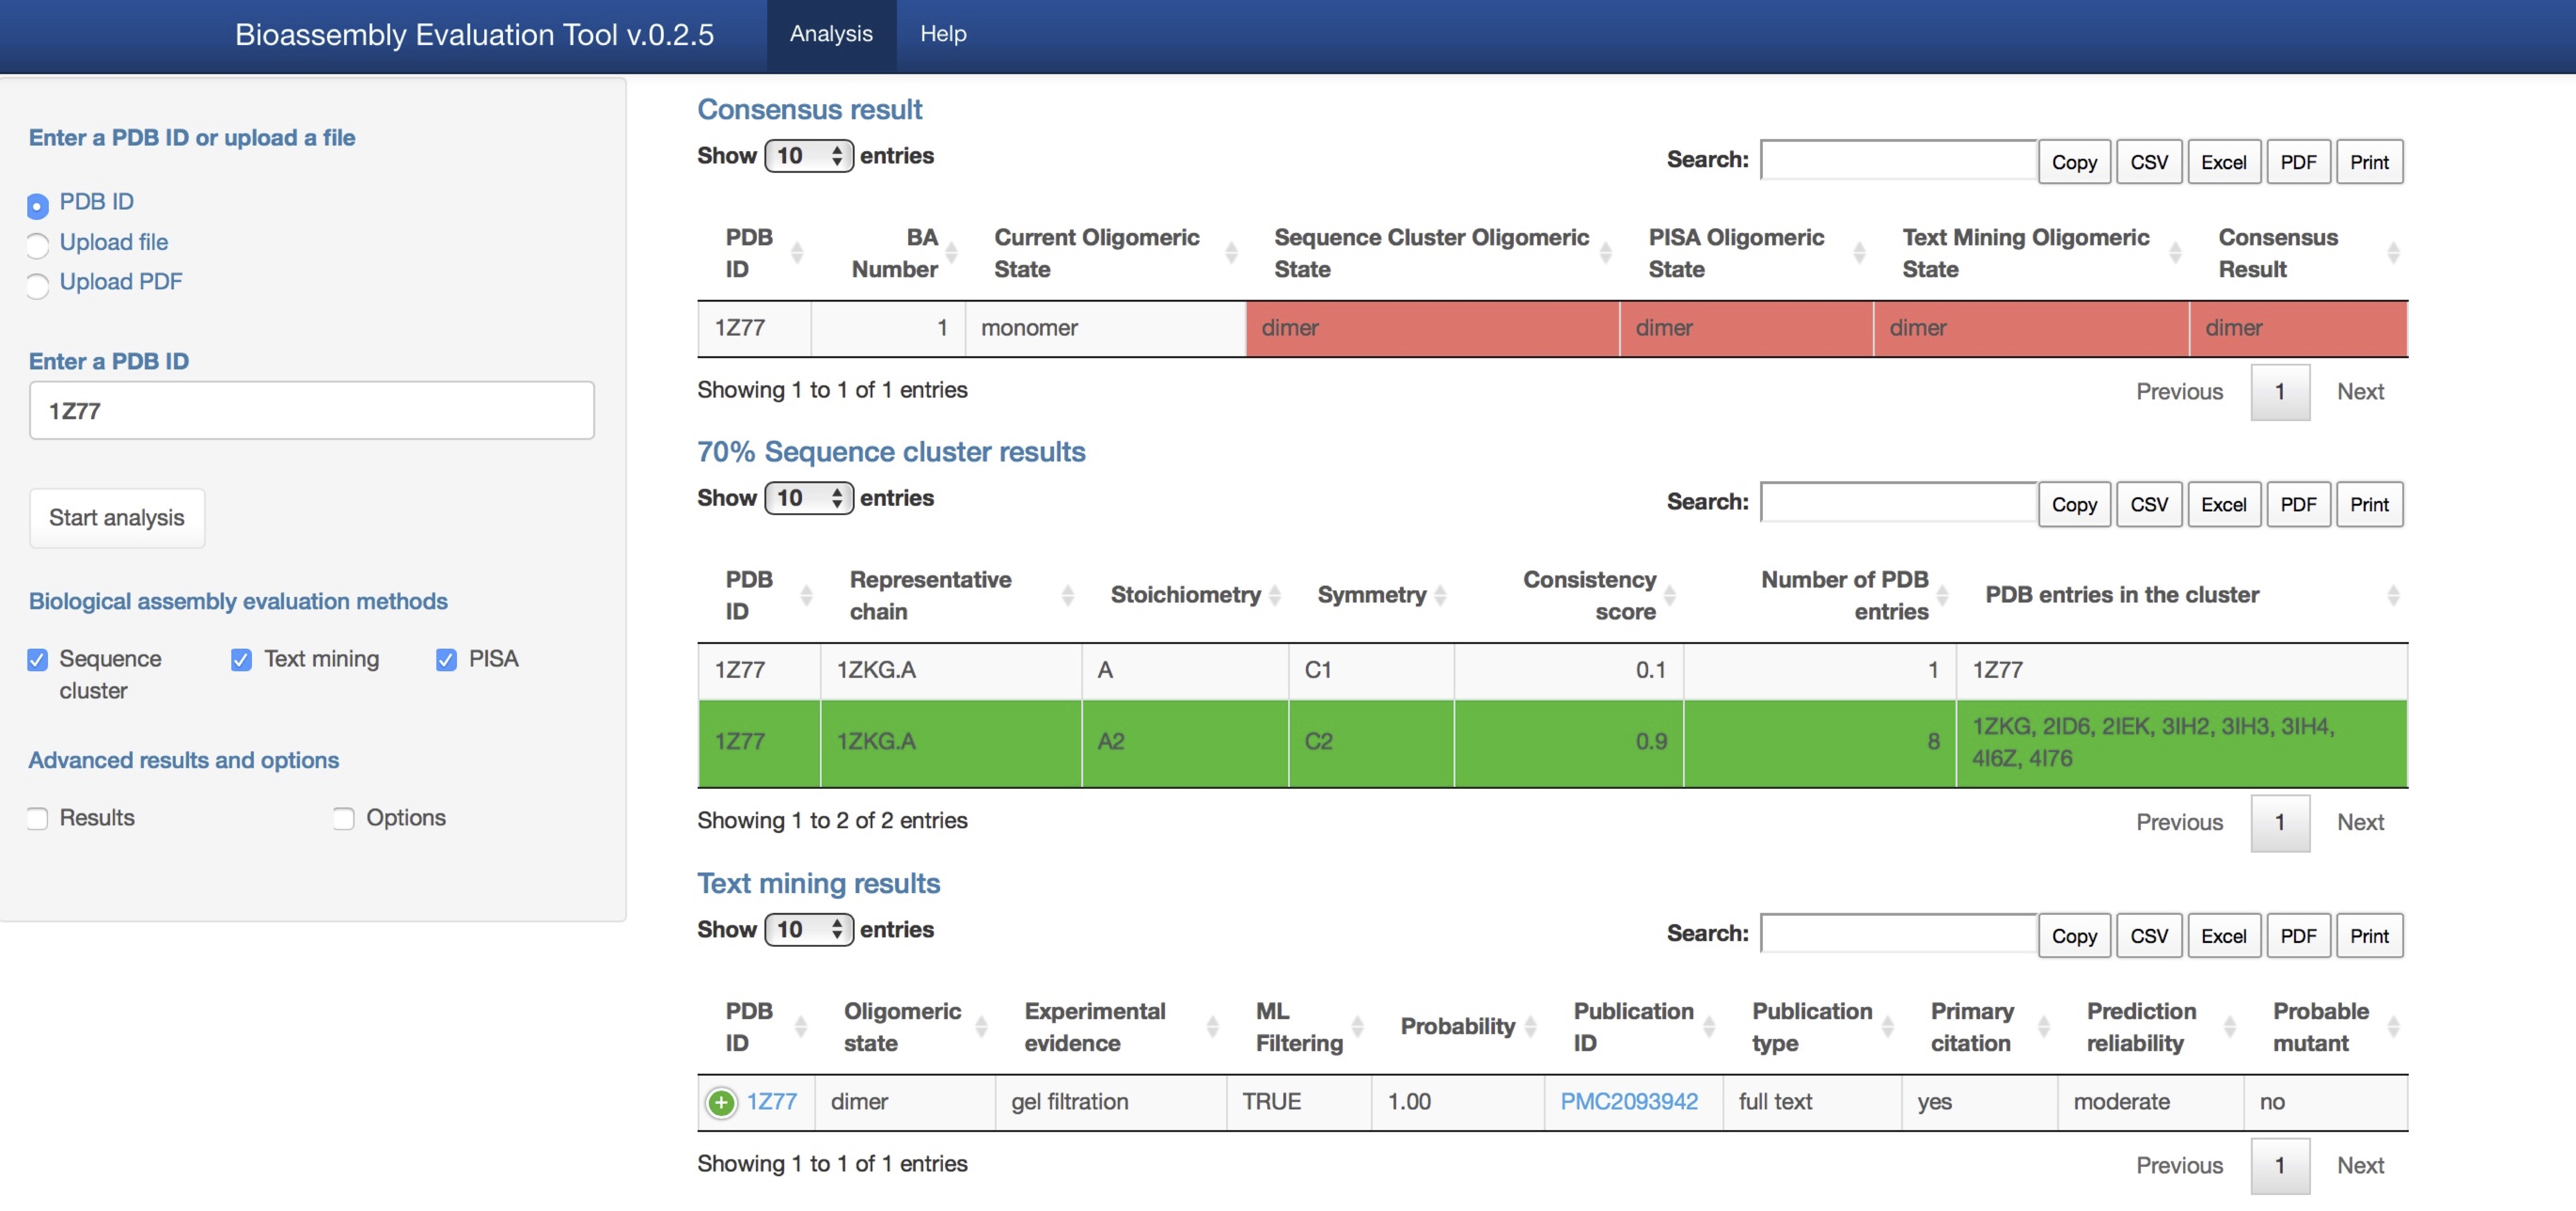 Bioassembly Evaluation Tool v.0.2.5 Analysis Help
Enter a PDB ID or upload a file
PDB ID
Upload file
Upload PDF
Enter a PDB ID
1Z77
Start analysis
Biological assembly evaluation methods
Sequence cluster
Text mining
PISA
Advanced results and options
Results
Options
Consensus result
Show 10 entries
Search: Copy CSV Excel PDF Print
PDB ID BA Number Current Oligomeric State Sequence Cluster Oligomeric State PISA Oligomeric State Text Mining Oligomeric State Consensus Result
1Z77 1 monomer dimer dimer dimer dimer
Showing 1 to 1 of 1 entries
Previous 1 Next
70% Sequence cluster results
Show 10 entries
Search: Copy CSV Excel PDF Print
PDB ID Representative chain Stoichiometry Symmetry Consistency score Number of PDB entries PDB entries in the cluster
1Z77 1ZKG.A A C1 0.1 1 1Z77
1Z77 1ZKG.A A2 C2 0.9 8 1ZKG, 2ID6, 2IEK, 3IH2, 3IH3, 3IH4, 4I6Z, 4I76
Showing 1 to 2 of 2 entries
Previous 1 Next
Text mining results
Show 10 entries
Search: Copy CSV Excel PDF Print
PDB ID Oligomeric state Experimental evidence ML Filtering Probability Publication ID Publication type Primary citation Prediction reliability Probable mutant
1Z77 dimer gel filtration TRUE 1.00 PMC2093942 full text yes moderate no
Showing 1 to 1 of 1 entries
Previous 1 Next